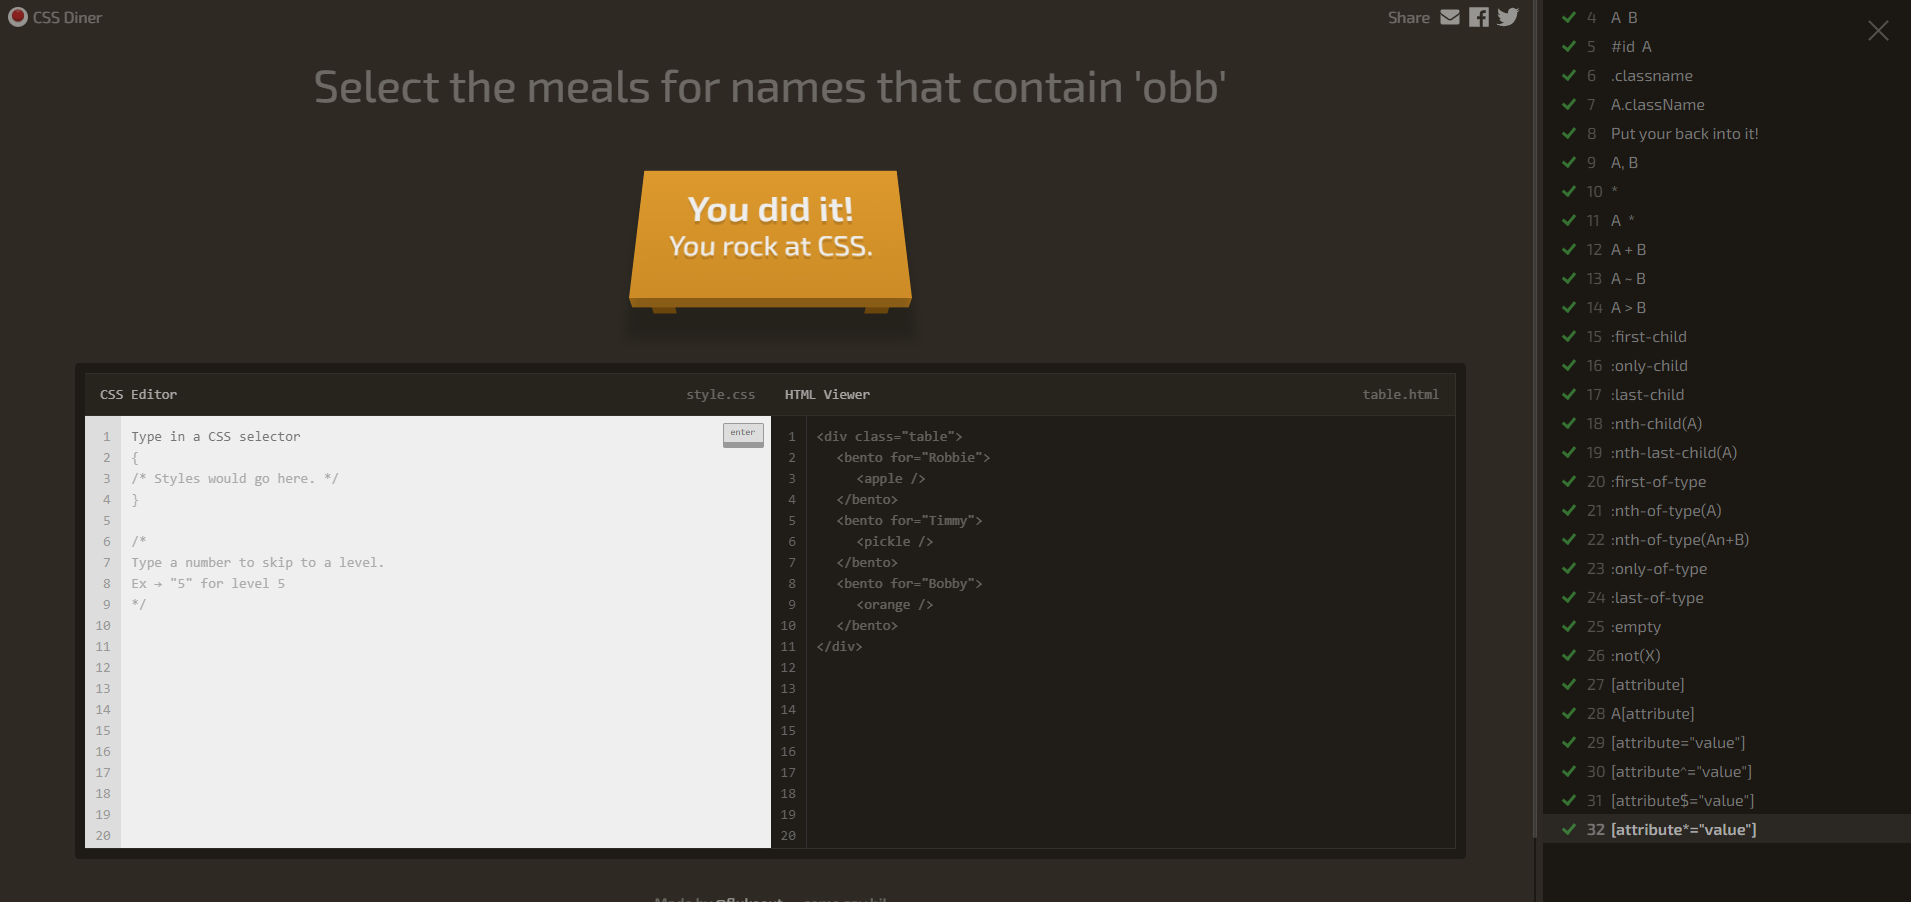 CSS Diner
Share
Select the meals for names that contain 'obb'
You did it!
You rock at CSS.
CSS Editor
style.css
1 Type in a CSS selector
enter
2 {
3 /* Styles would go here. */
4 }
5
6 /*
7 Type a number to skip to a level.
8 Ex → "5" for level 5
9 */
10
11
12
13
14
15
16
17
18
19
20
HTML Viewer
table.html
1 <div class="table">
2 <bento for="Robbie">
3 <apple />
4 </bento>
5 <bento for="Timmy">
6 <pickle />
7 </bento>
8 <bento for="Bobby">
9 <orange />
10 </bento>
11 </div>
12
13
14
15
16
17
18
19
20
4 A B
5 #id A
6 .classname
7 A.className
8 Put your back into it!
9 A, B
10 *
11 A *
12 A + B
13 A ~ B
14 A > B
15 :first-child
16 :only-child
17 :last-child
18 :nth-child(A)
19 :nth-last-child(A)
20 :first-of-type
21 :nth-of-type(A)
22 :nth-of-type(An+B)
23 :only-of-type
24 :last-of-type
25 :empty
26 :not(X)
27 [attribute]
28 A[attribute]
29 [attribute="value"]
30 [attribute^="value"]
31 [attribute$="value"]
32 [attribute*="value"]